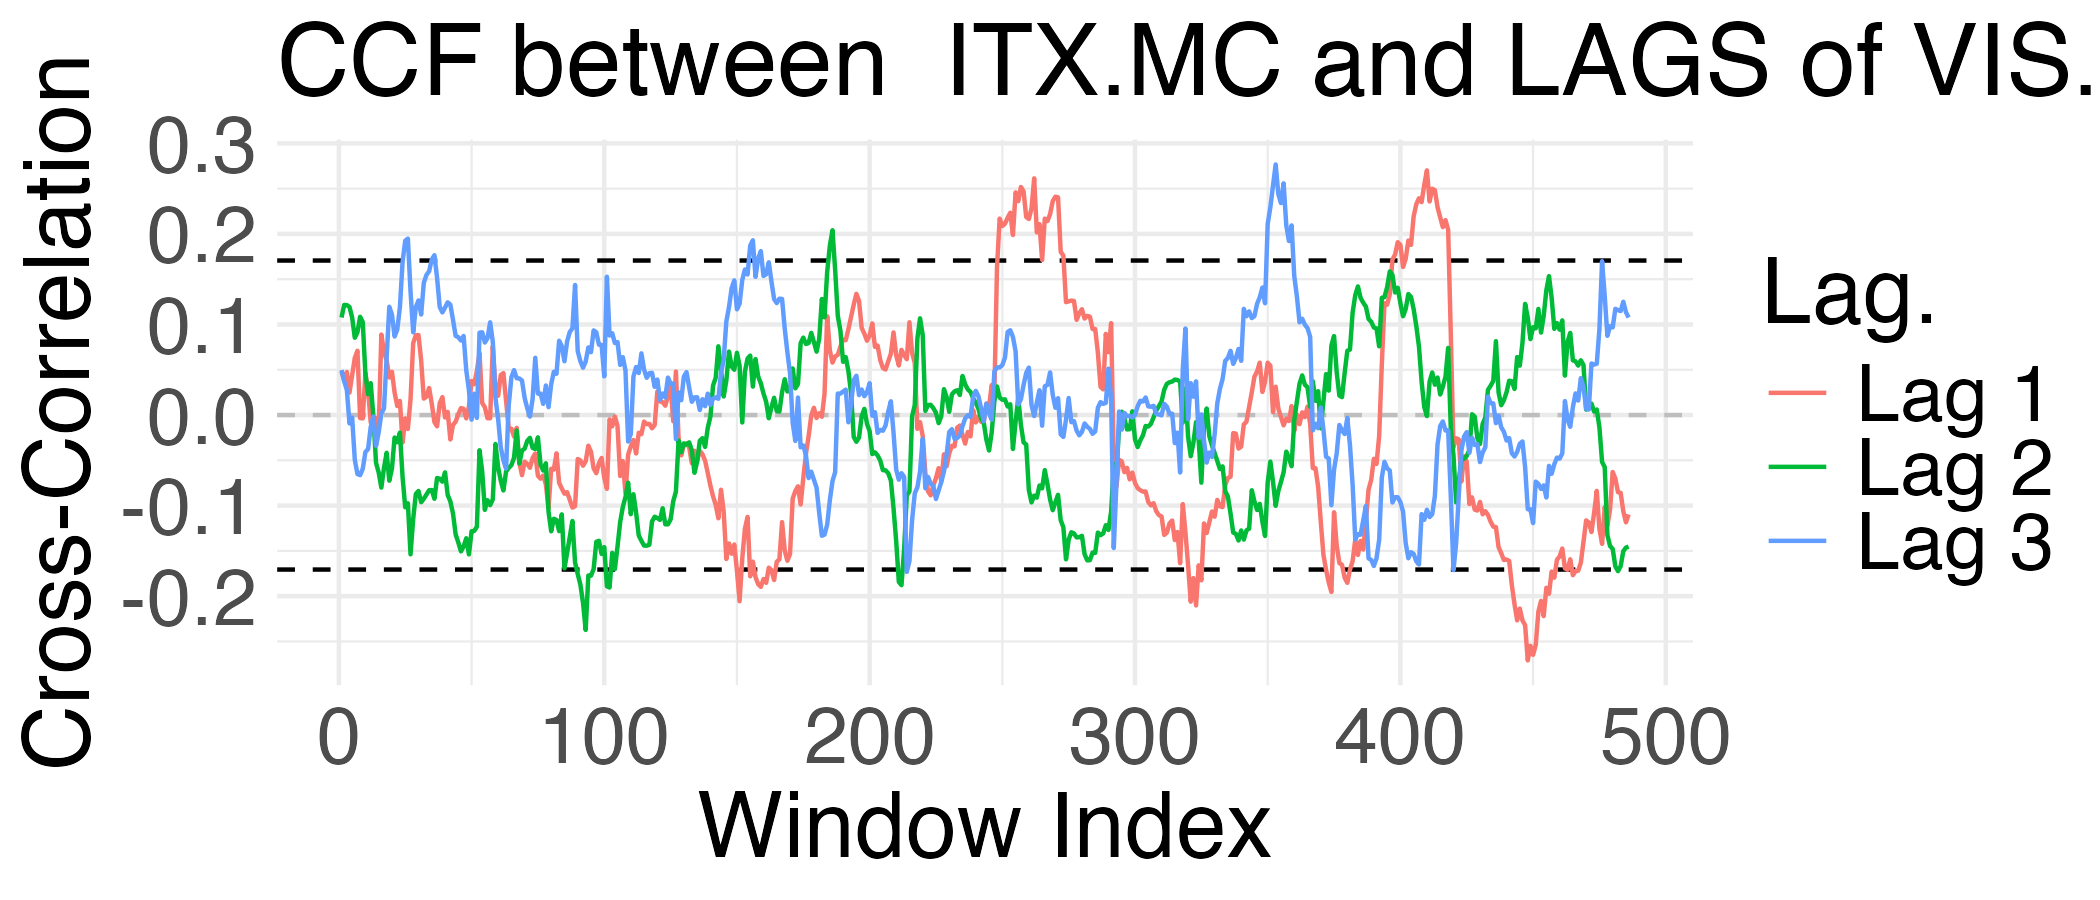 CCF between  ITX.MC and LAGS of VIS.
Cross-Correlation
0.3
0.2
0.1
0.0
-0.1
-0.2
0 100 200 300 400 500
Window Index
Lag.
Lag 1
Lag 2
Lag 3